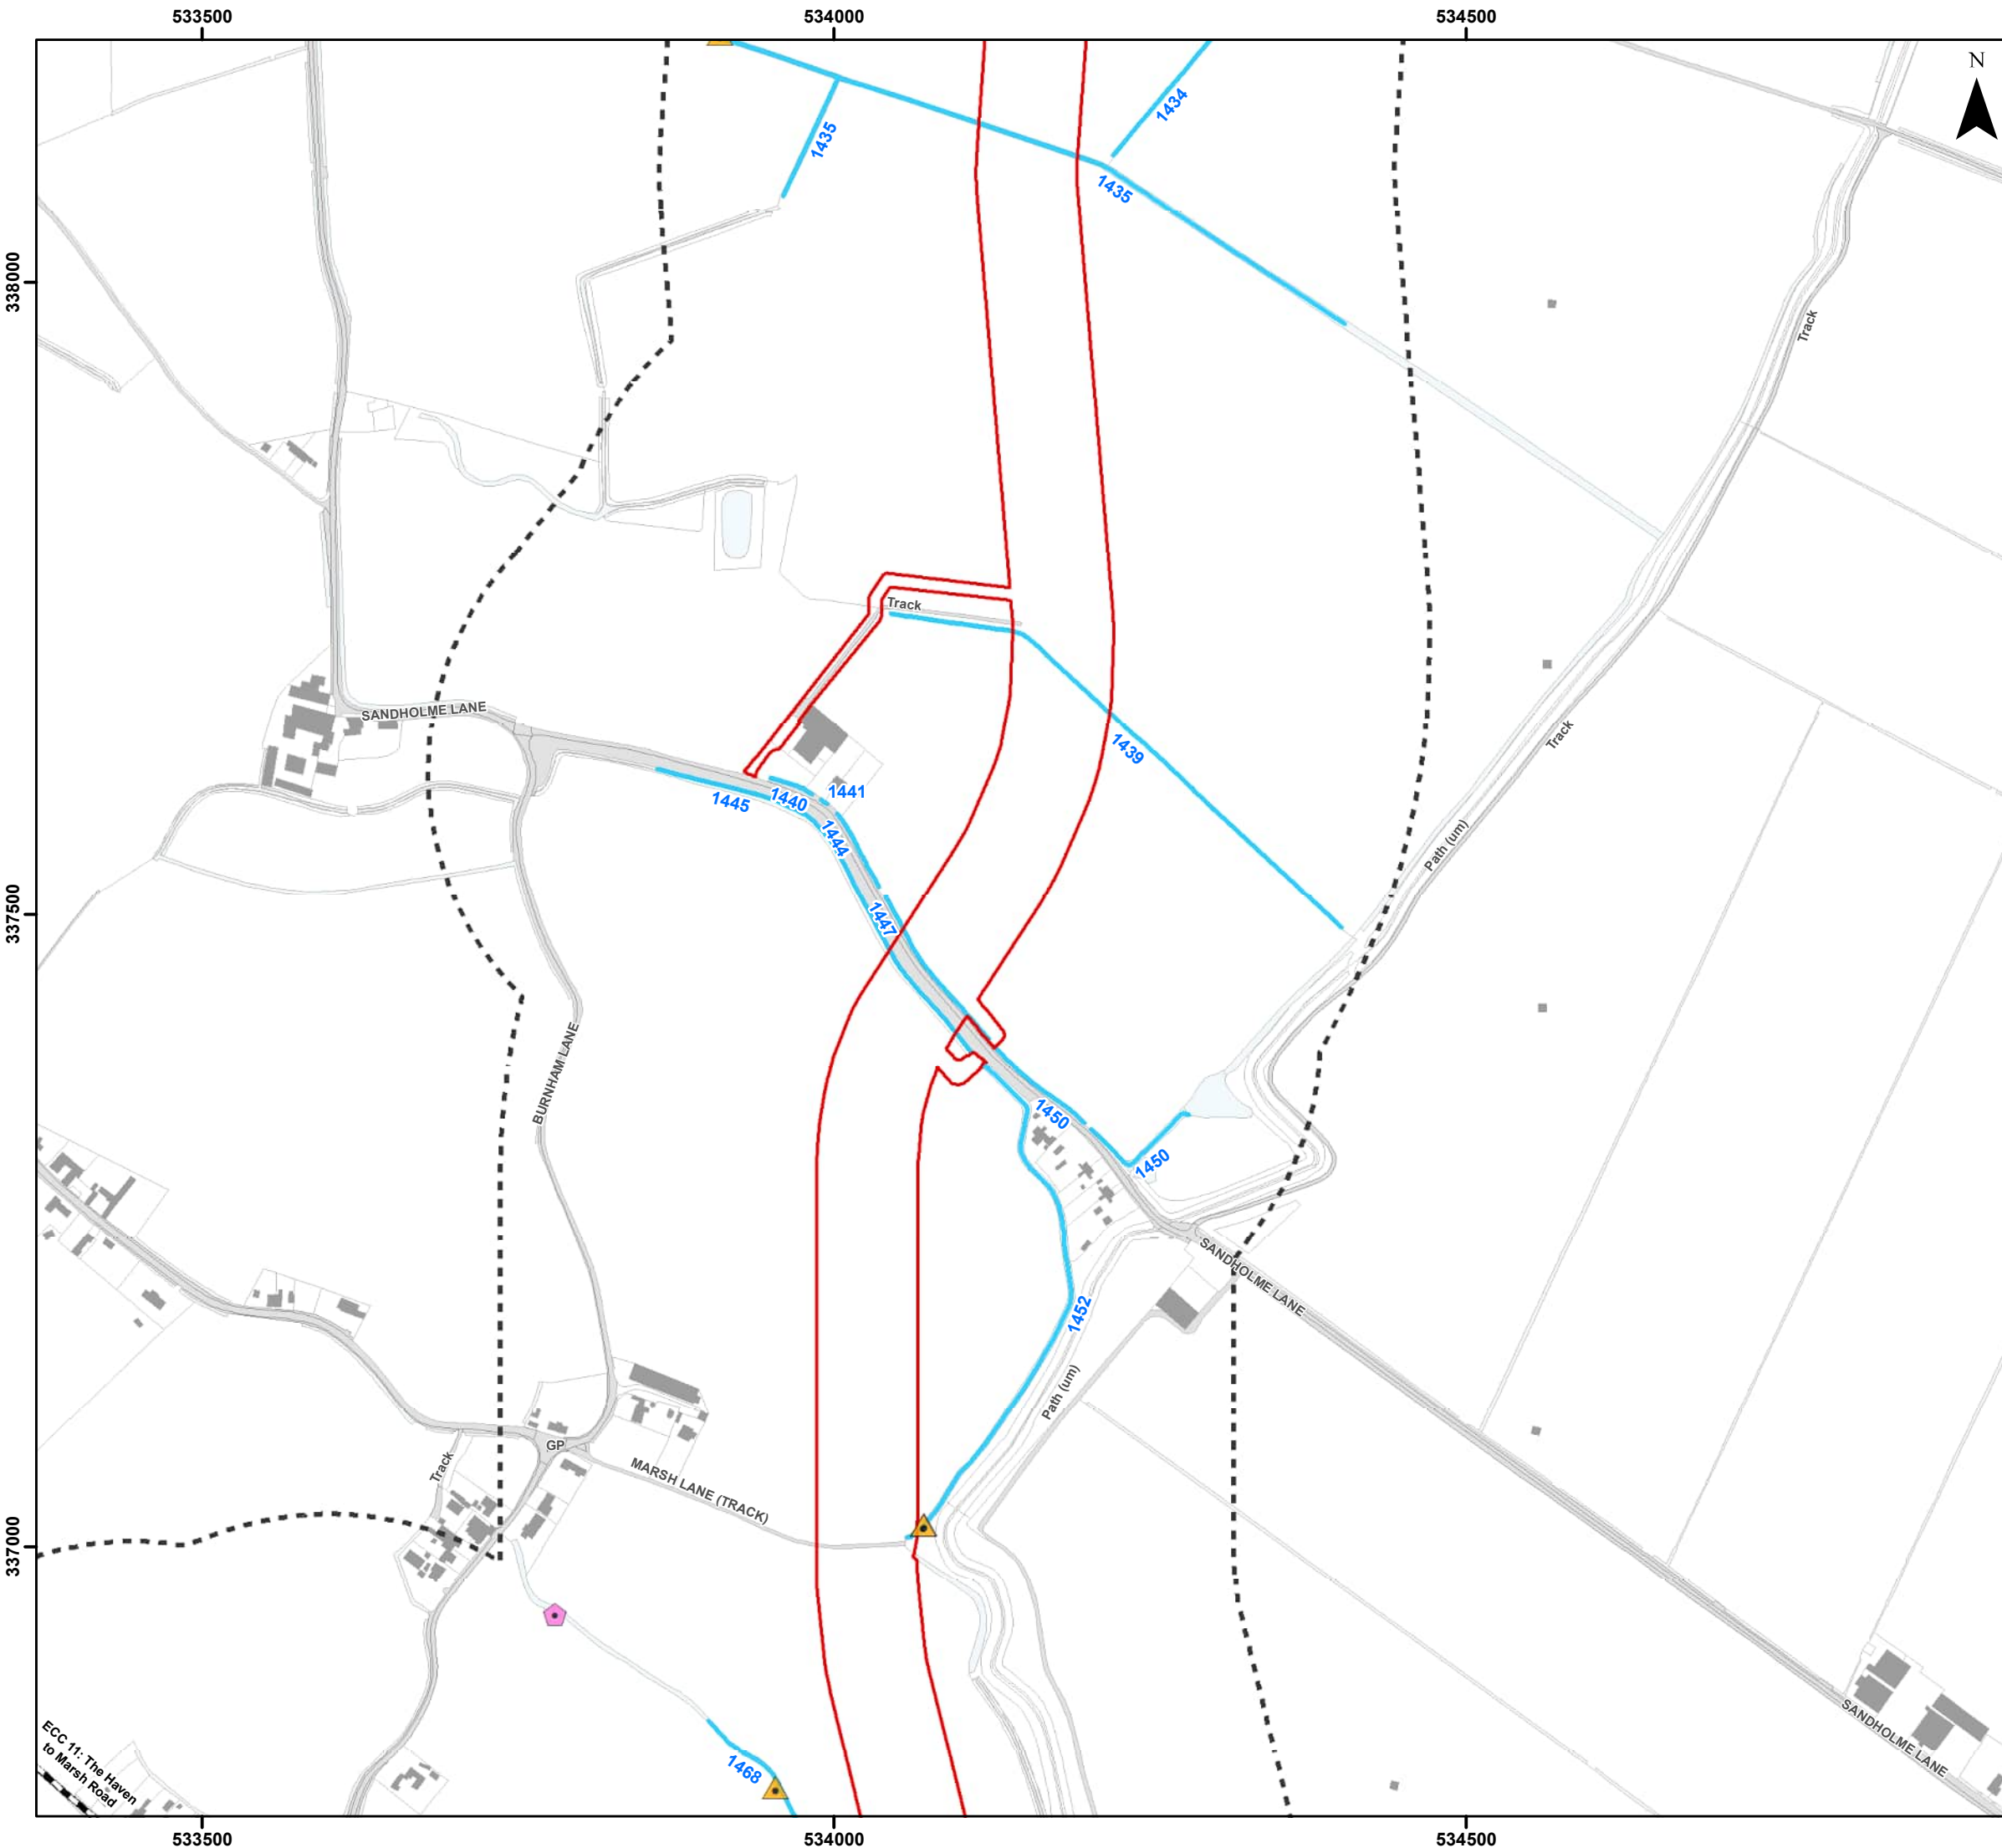 533500
534000
534500
N
1434
1435
1435
338000
Track
Track
SANDHOLME LANE
1439
Track
1441
1440
1445
1444
Path (um)
1447
337500
BURNHAM LANE
1450
1450
SANDHOLME LANE
1452
Path (um)
GP
Track
MARSH LANE (TRACK)
337000
SANDHOLME LANE
ECC 11: The Haven
to Marsh Road
1468
533500
534000
534500